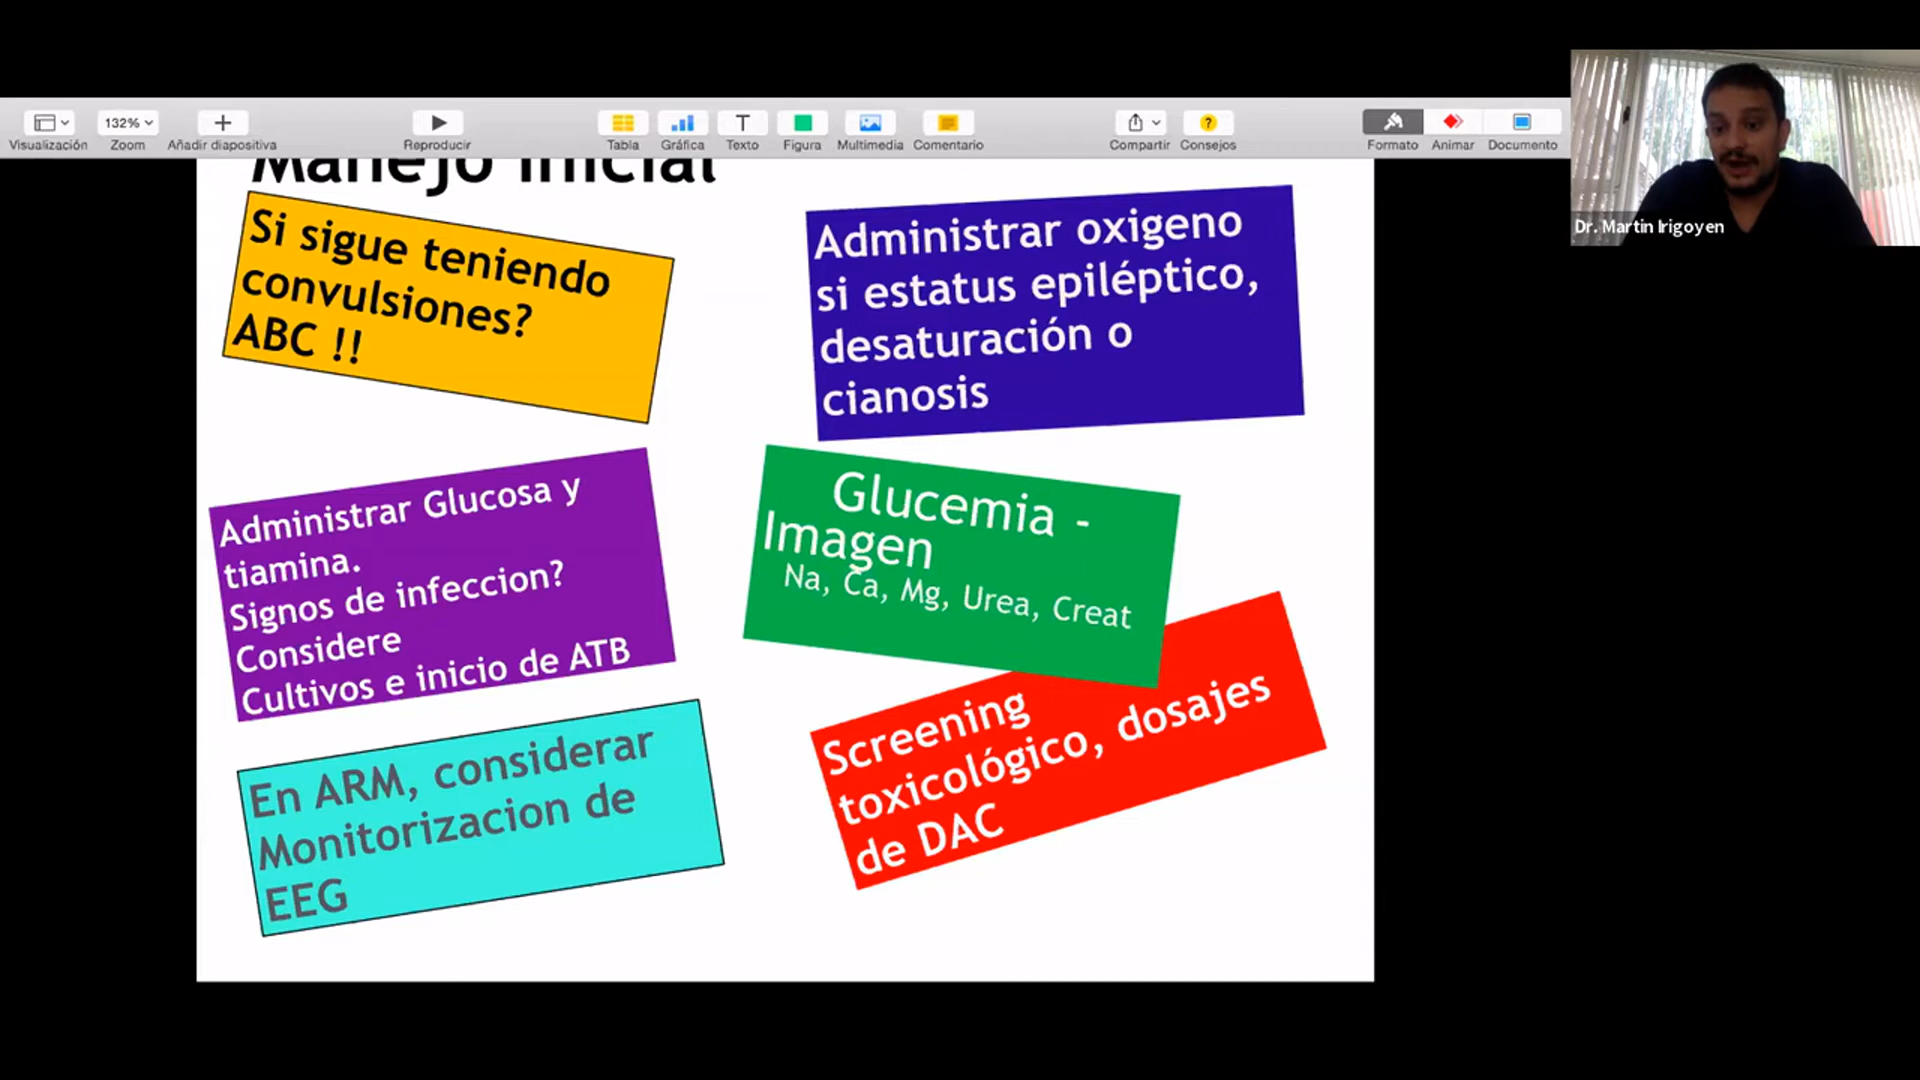 132%
Visualización
Zoom
Añadir diapositiva
Reproducir
Tabla
Gráfica
Texto
Figura
Multimedia
Comentario
Compartir
Consejos
Formato
Animar
Documento
Dr. Martin Irigoyen
Manejo inicial
Si sigue teniendo
convulsiones?
ABC !!
Administrar oxigeno
si estatus epiléptico,
desaturación o
cianosis
Administrar Glucosa y
tiamina.
Signos de infeccion?
Considere
Cultivos e inicio de ATB
Glucemia -
Imagen
Na, Ca, Mg, Urea, Creat
En ARM, considerar
Monitorizacion de
EEG
Screening
toxicológico, dosajes
de DAC